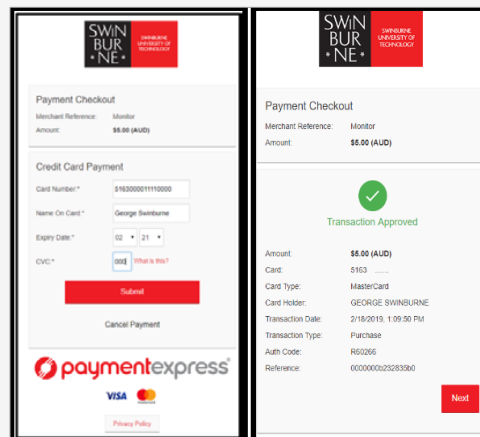 SWIN
BUR
NE
SWINBURNE
UNIVERSITY OF
TECHNOLOGY
Payment Checkout
Merchant Reference: Monitor
Amount: $5.00 (AUD)
Credit Card Payment
Card Number:* 5163000011110000
Name On Card:* George Swinburne
Expiry Date:* 02 21
CVC:* 000 What is this?
Submit
Cancel Payment
paymentexpress
VISA
Privacy Policy
SWIN
BUR
NE
SWINBURNE
UNIVERSITY OF
TECHNOLOGY
Payment Checkout
Merchant Reference: Monitor
Amount: $5.00 (AUD)
Transaction Approved
Amount: $5.00 (AUD)
Card: 5163 ........
Card Type: MasterCard
Card Holder: GEORGE SWINBURNE
Transaction Date: 2/18/2019, 1:09:50 PM
Transaction Type: Purchase
Auth Code: R60266
Reference: 0000000b232835b0
Next